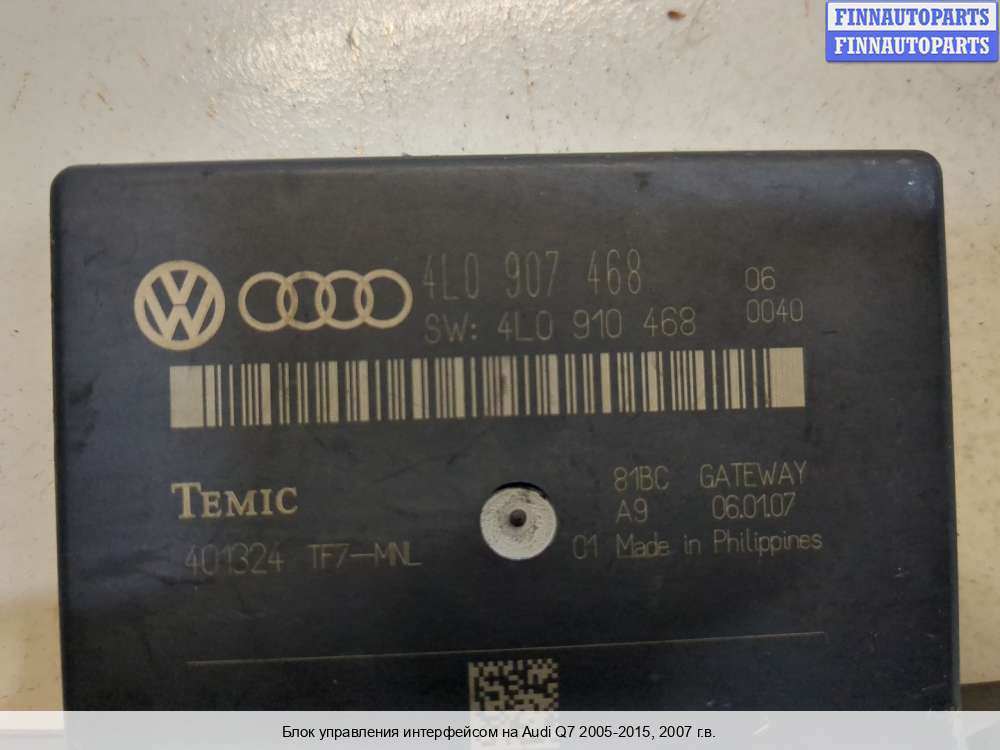 FINNAUTOPARTS
FINNAUTOPARTS
4L0 907 468 06
SW: 4L0 910 468 0040
TEMIC
81BC GATEWAY
A9 06.01.07
401324 TF7-MNL
01 Made in Philippines
Блок управления интерфейсом на Audi Q7 2005-2015, 2007 г.в.